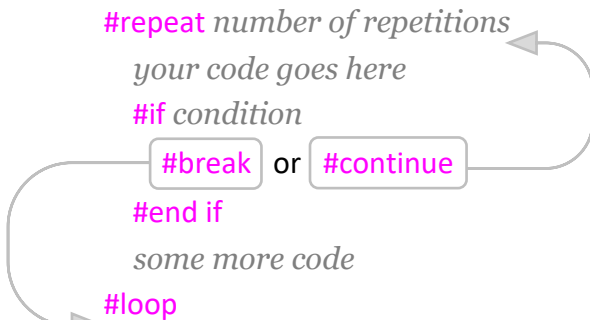 #repeat number of repetitions
your code goes here
#if condition
#break or #continue
#end if
some more code
#loop